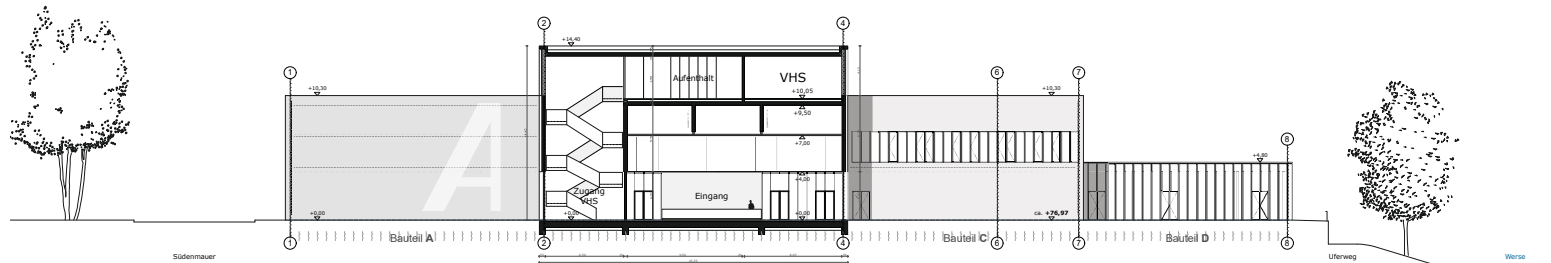 2
4
+14,40
1
Aufenthalt
VHS
6
7
+10,30
+10,05
+10,30
+9,50
A
+7,00
8
+4,80
+4,00
Zugang
VHS
Eingang
+0,00
+0,00
+0,00
ca. +76,97
Bauteil A
Bauteil C
Bauteil D
1
2
4
6
7
8
Südenmauer
Uferweg
Werse